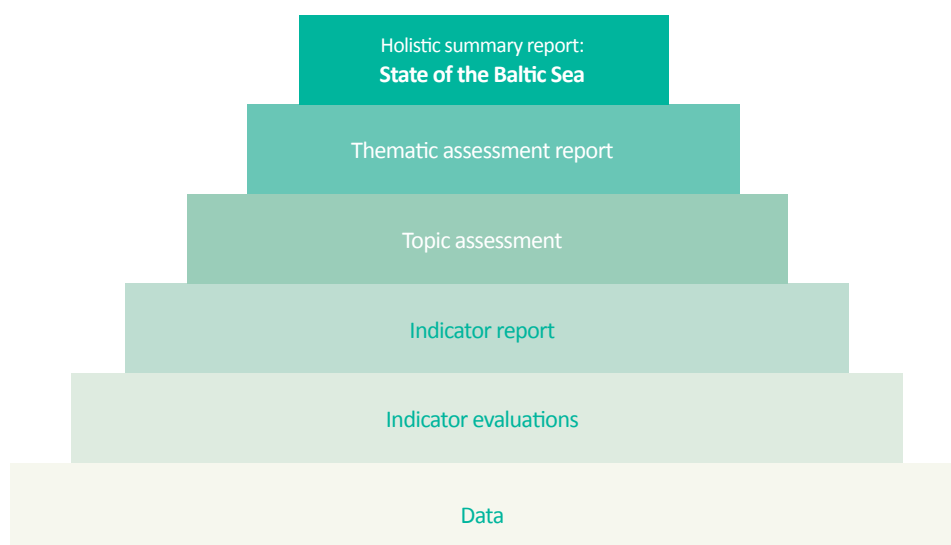 Holistic summary report:
State of the Baltic Sea
Thematic assessment report
Topic assessment
Indicator report
Indicator evaluations
Data